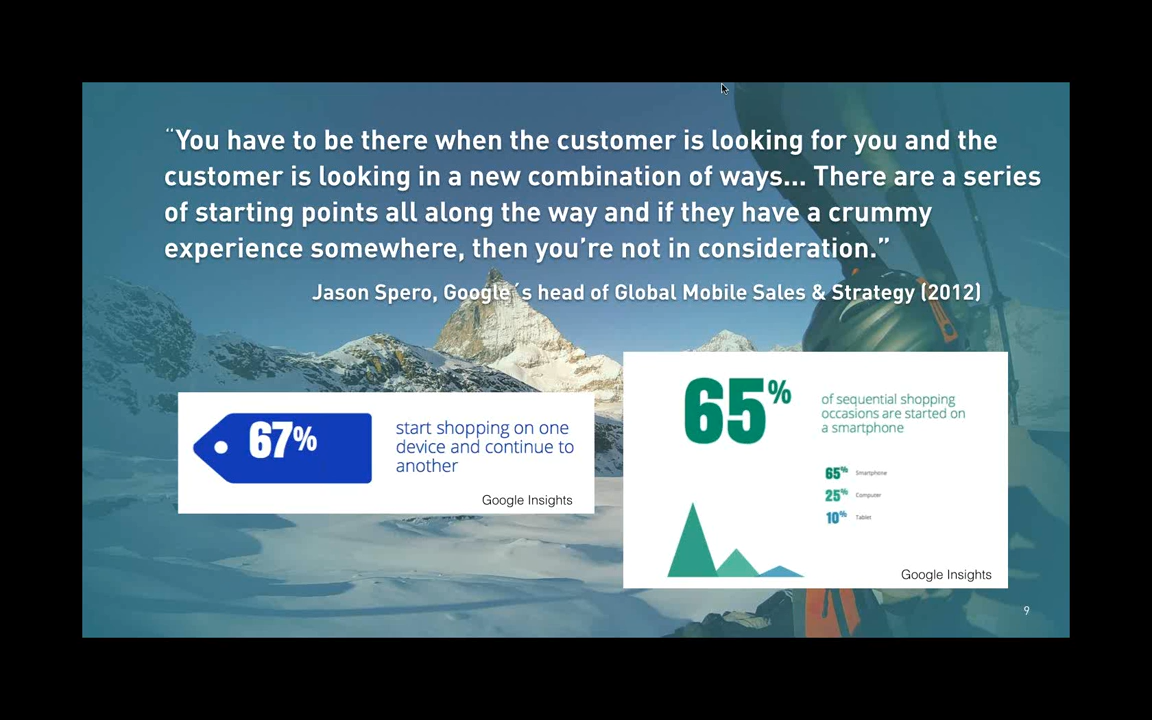 “You have to be there when the customer is looking for you and the
customer is looking in a new combination of ways... There are a series
of starting points all along the way and if they have a crummy
experience somewhere, then you’re not in consideration.”
Jason Spero, Google´s head of Global Mobile Sales & Strategy (2012)
67%
start shopping on one
device and continue to
another
Google Insights
65%
of sequential shopping
occasions are started on
a smartphone
65% Smartphone
25% Computer
10% Tablet
Google Insights
9